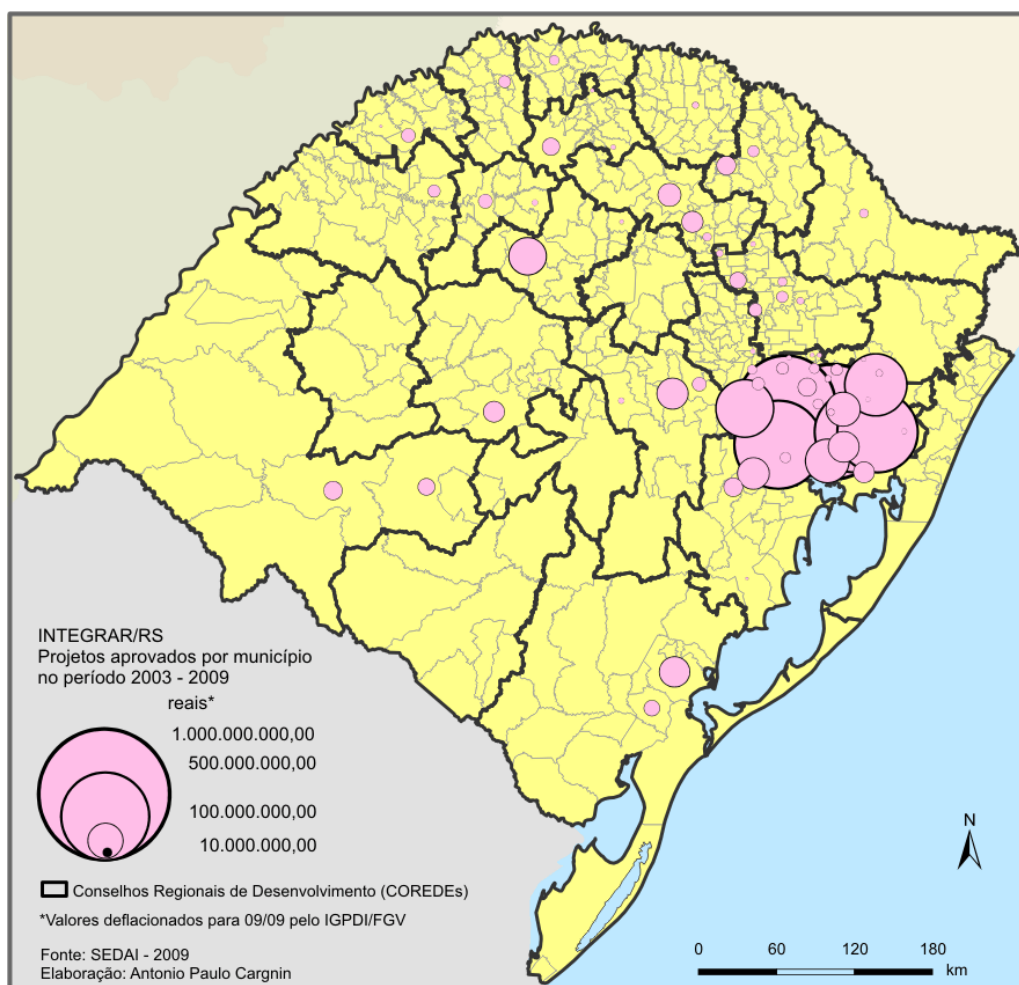 INTEGRAR/RS
Projetos aprovados por município
no período 2003 - 2009
reais*
1.000.000.000,00
500.000.000,00
100.000.000,00
10.000.000,00
Conselhos Regionais de Desenvolvimento (COREDEs)
*Valores deflacionados para 09/09 pelo IGPDI/FGV
Fonte: SEDAI - 2009
Elaboração: Antonio Paulo Cargnin
N
0 60 120 180
km